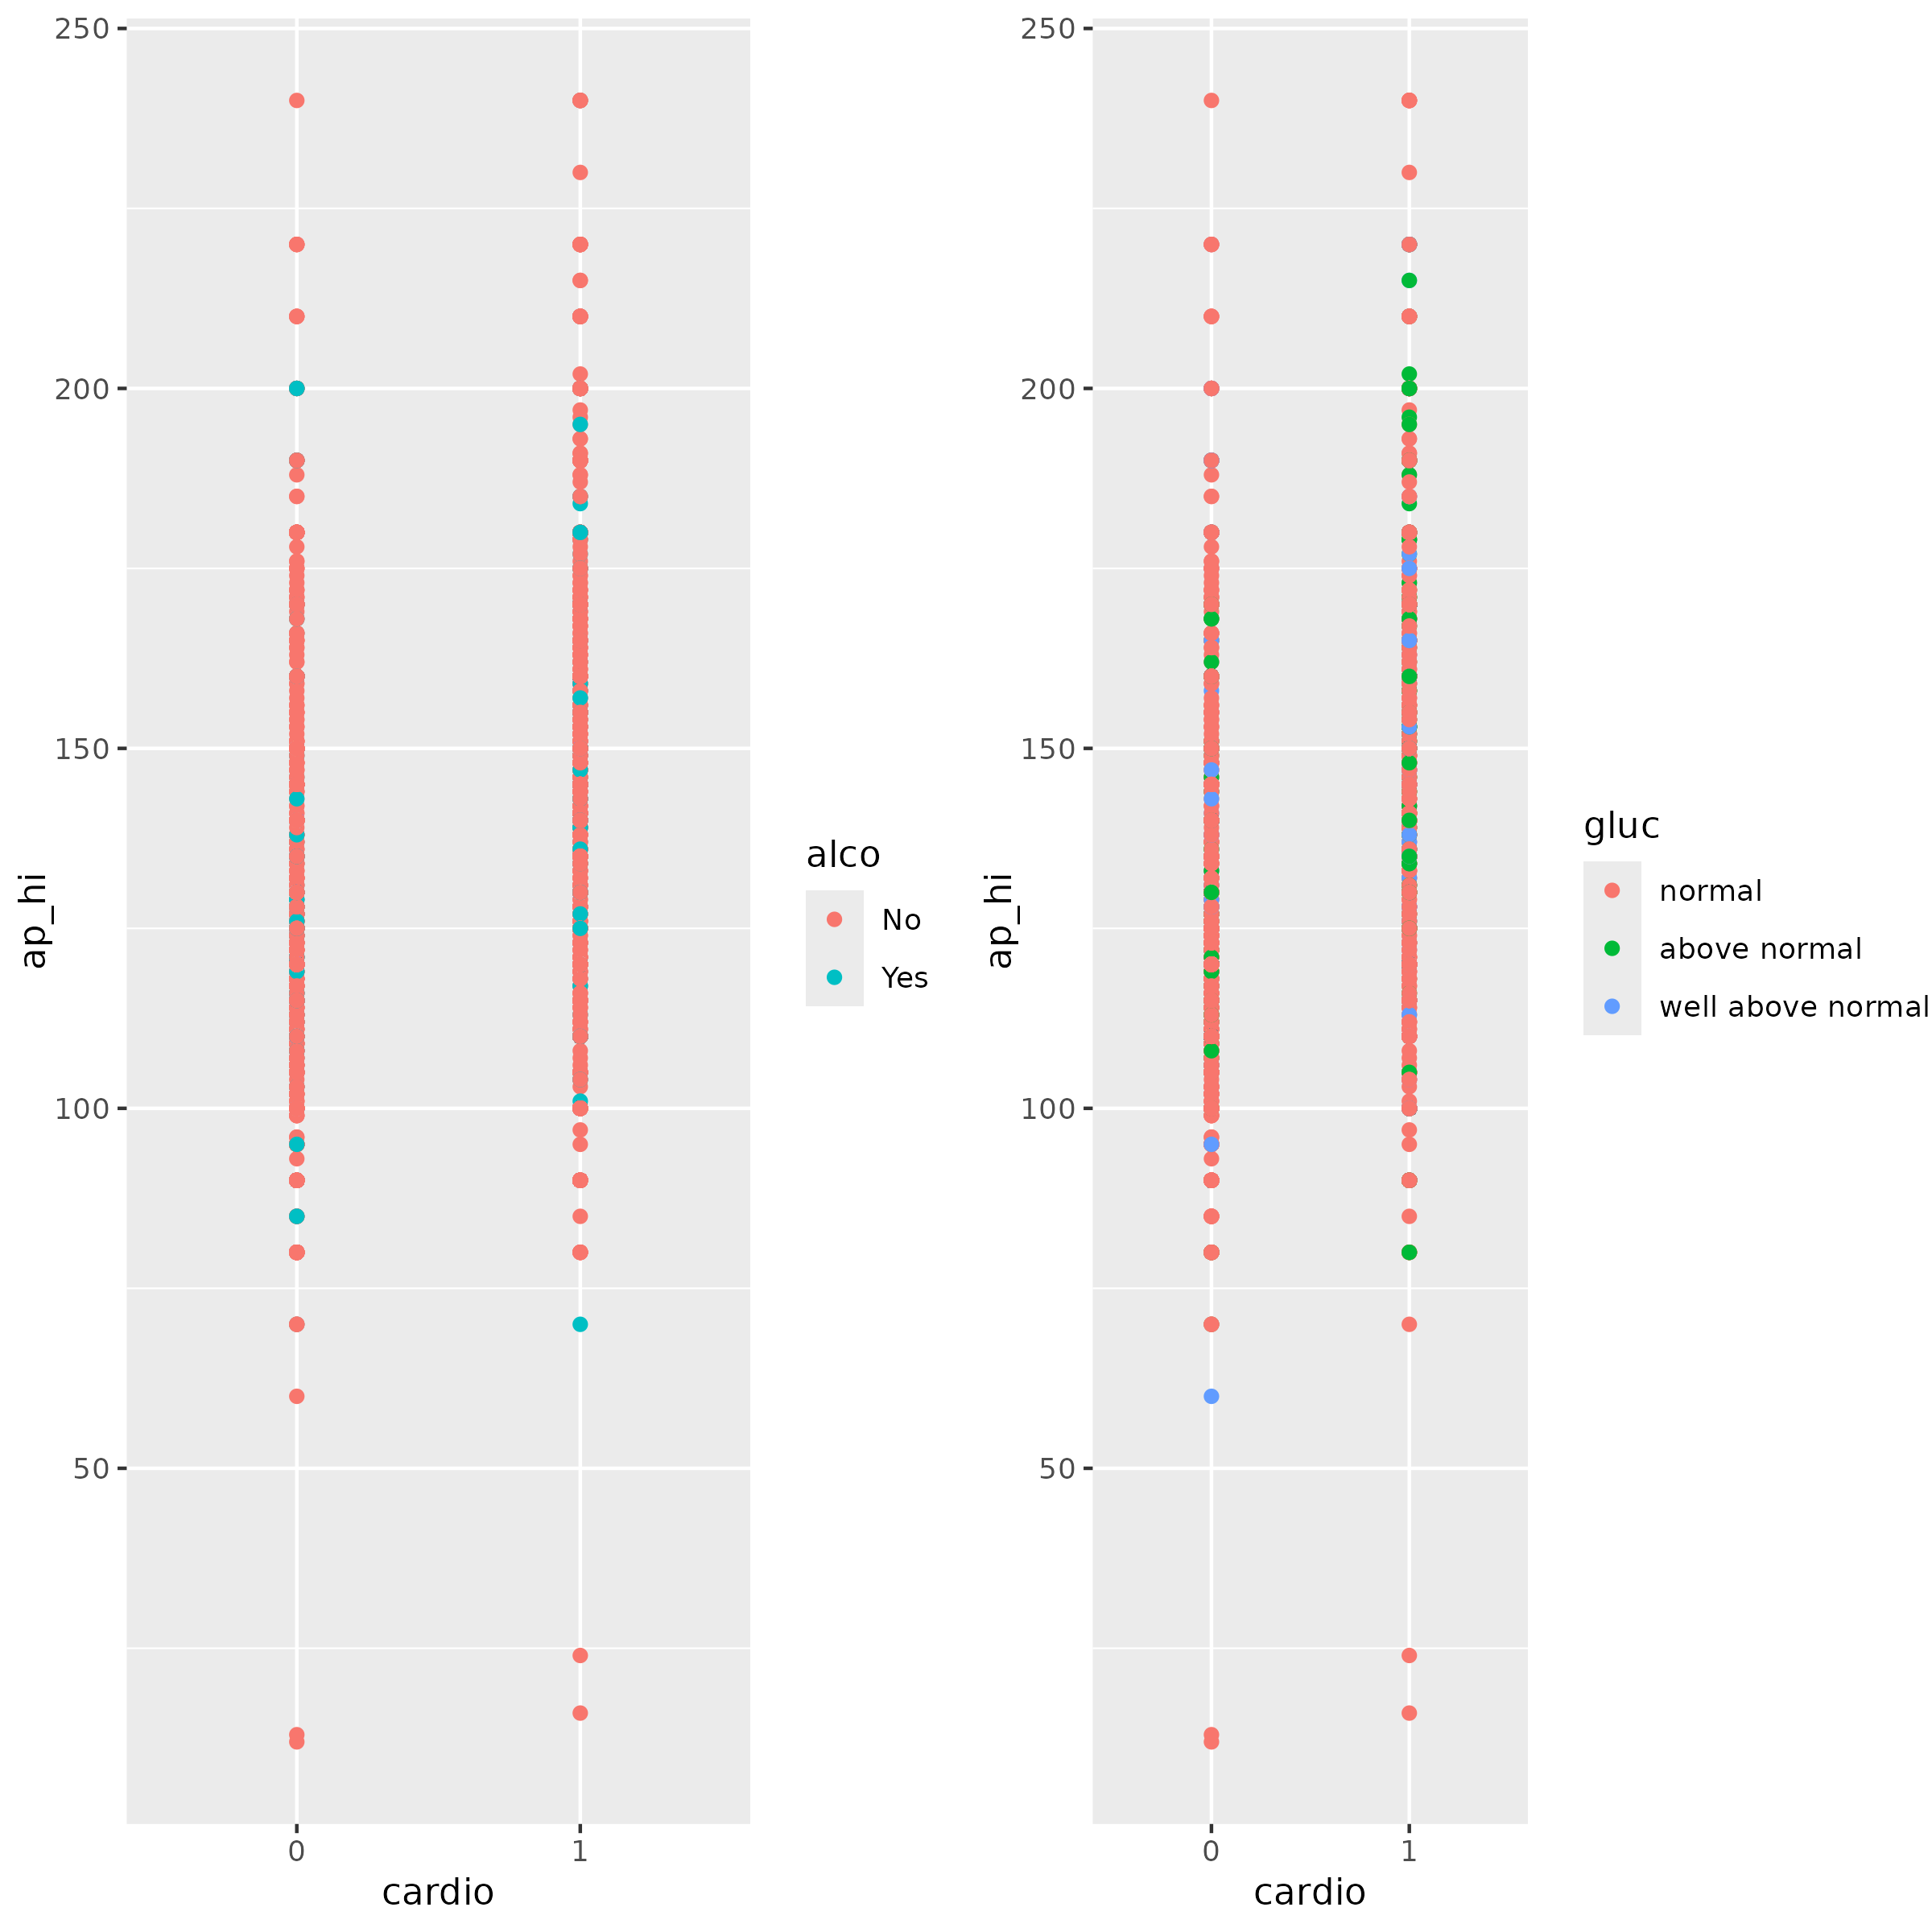 250
200
150
100
50
ap_hi
0 1
cardio
alco
No
Yes
250
200
150
100
50
ap_hi
0 1
cardio
gluc
normal
above normal
well above normal